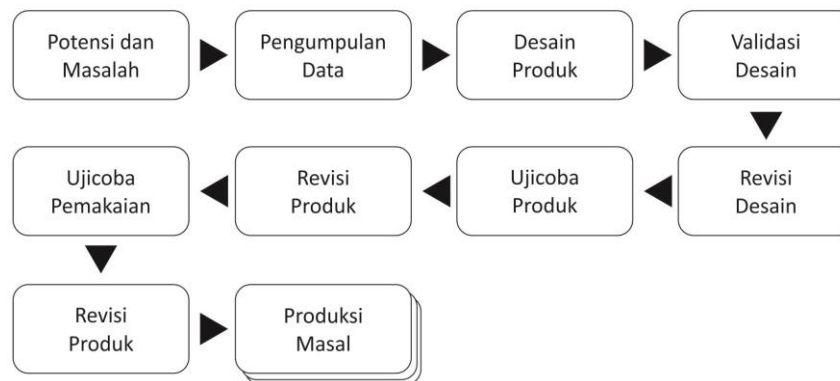 Potensi dan
Masalah
Pengumpulan
Data
Desain
Produk
Validasi
Desain
Revisi
Desain
Ujicoba
Produk
Revisi
Produk
Ujicoba
Pemakaian
Revisi
Produk
Produksi
Masal